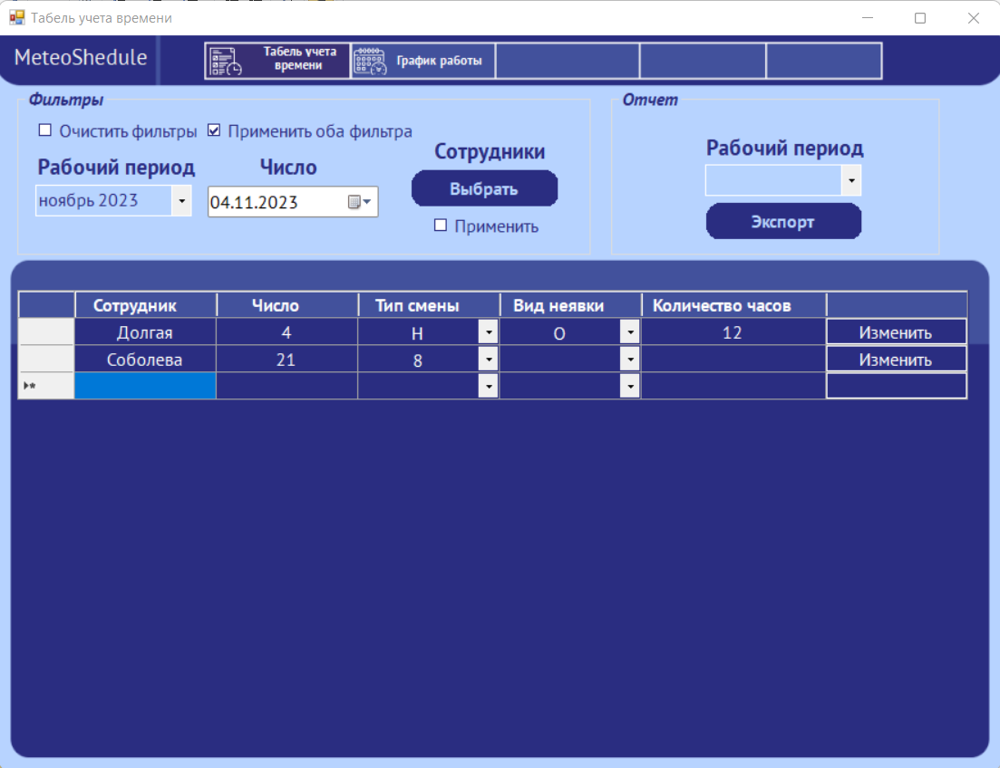 Табель учета времени
MeteoShedule
Табель учета
времени
График работы
Фильтры
Очистить фильтры
Применить оба фильтра
Рабочий период
Число
Сотрудники
ноябрь 2023
04.11.2023
Выбрать
Применить
Отчет
Рабочий период
Экспорт
Сотрудник Число Тип смены Вид неявки Количество часов
Долгая 4 Н О 12 Изменить
Соболева 21 8 Изменить